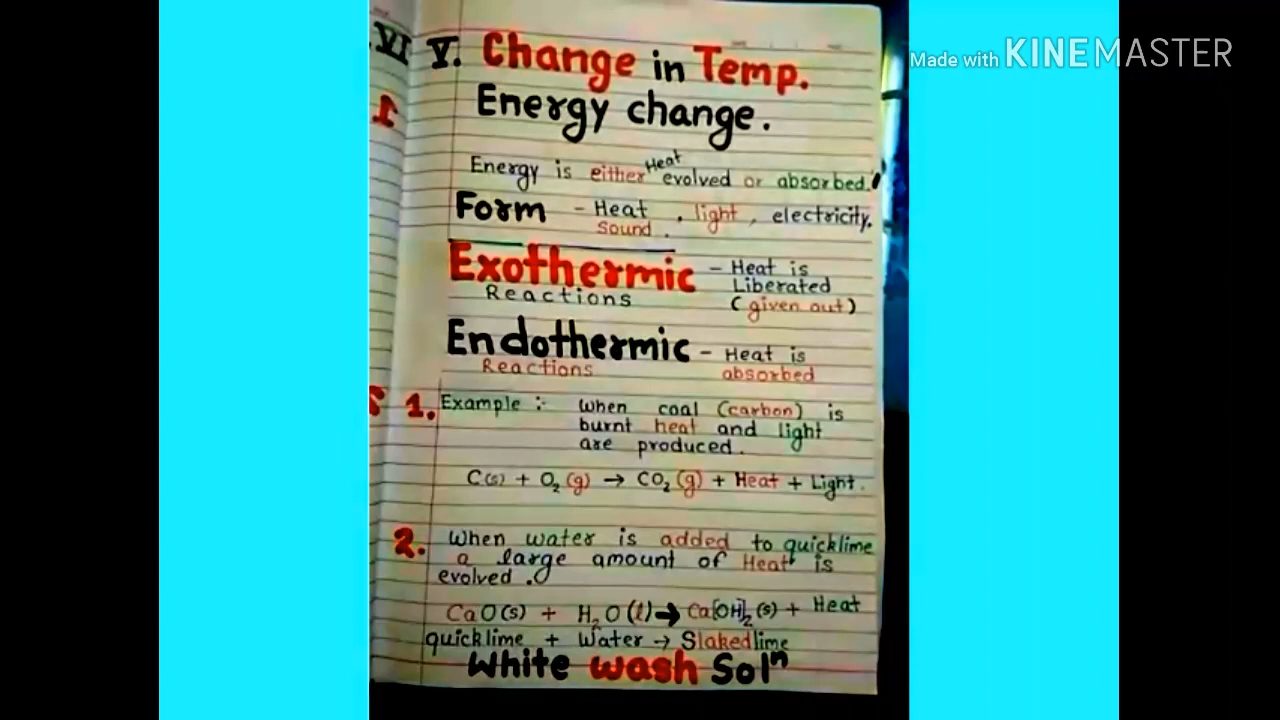 Made with KINEMASTER
VI
V. Change in Temp.
Energy change.
Energy is either Heat evolved or absorbed.
Form - Heat, light, electricity.
Sound.
Exothermic - Heat is
Reactions Liberated
(given out)
Endothermic - Heat is
Reactions absorbed
1. Example :- When coal (carbon) is
burnt heat and light
are produced.
C(s) + O₂(g) → CO₂(g) + Heat + Light.
2. When water is added to quicklime
a large amount of Heat is
evolved.
CaO(s) + H₂O(l) → Ca[OH]₂(s) + Heat
quicklime + Water → Slakedlime
White wash Solⁿ